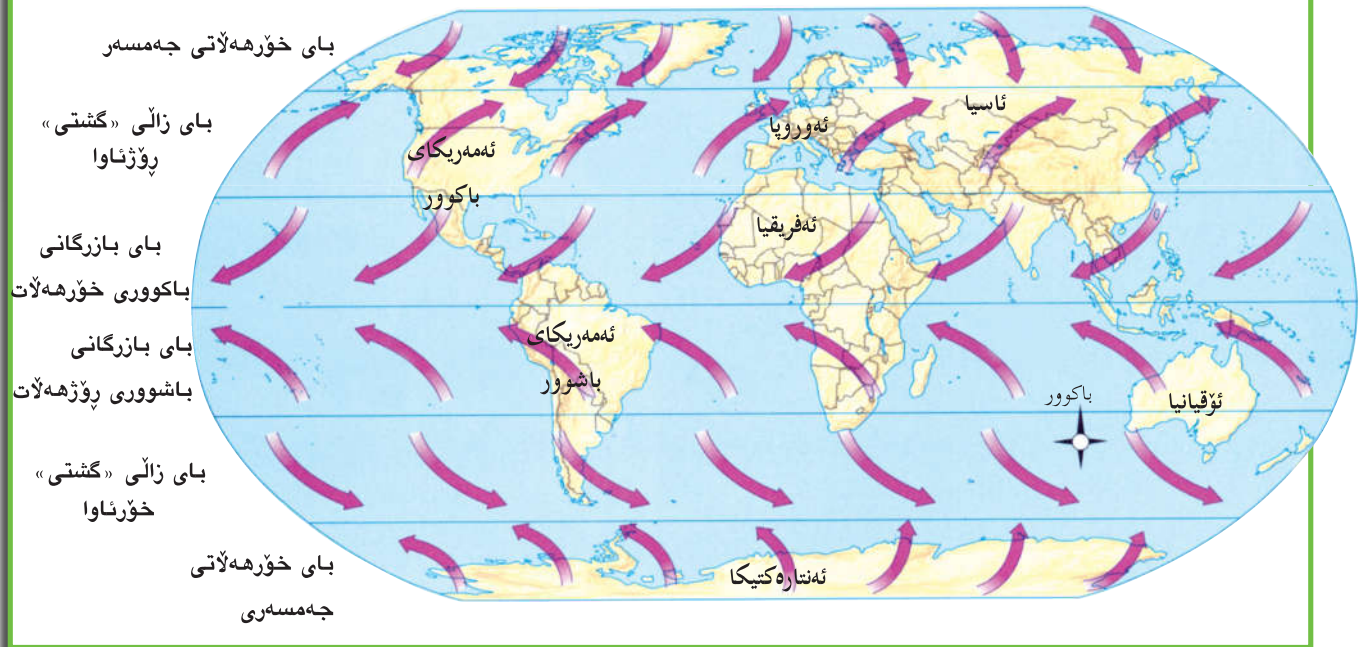 بای خۆرهەڵاتی جەمسەر
بای زاڵی «گشتی»
ڕۆژئاوا
بای بازرگانی
باکووری خۆرهەڵات
بای بازرگانی
باشووری ڕۆژهەڵات
بای زاڵی «گشتی»
خۆرئاوا
بای خۆرهەڵاتی
جەمسەری
ئاسیا
ئەوروپا
ئەمەریکای
باکوور
ئەفریقیا
ئەمەریکای
باشوور
باکوور
ئۆقیانیا
ئەنتارەکتیکا